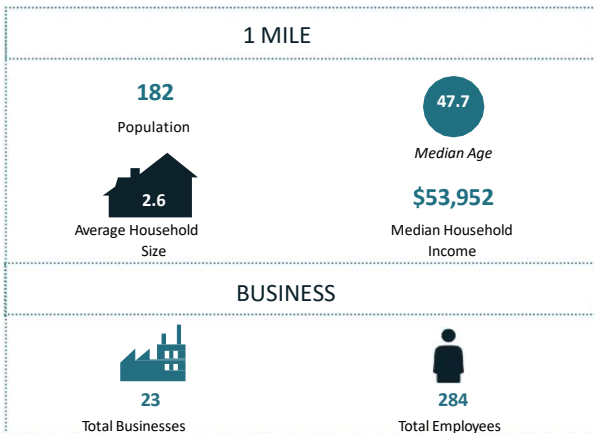 1 MILE
182
Population
47.7
Median Age
2.6
Average Household
Size
$53,952
Median Household
Income
BUSINESS
23
Total Businesses
284
Total Employees